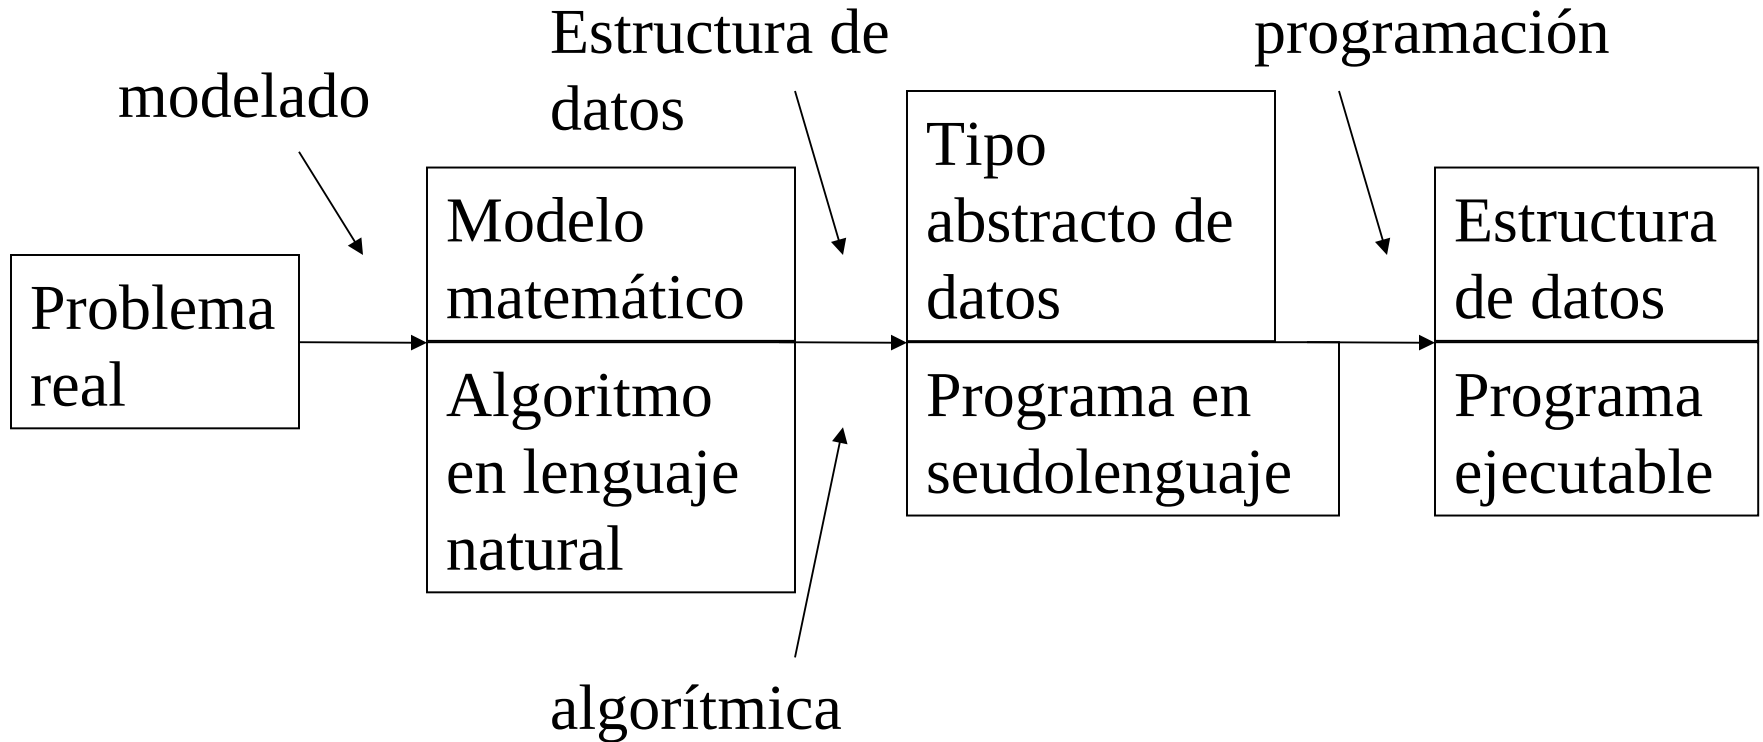 modelado
Estructura de
datos
programación
Problema
real
Modelo
matemático
Algoritmo
en lenguaje
natural
Tipo
abstracto de
datos
Programa en
seudolenguaje
Estructura
de datos
Programa
ejecutable
algorítmica